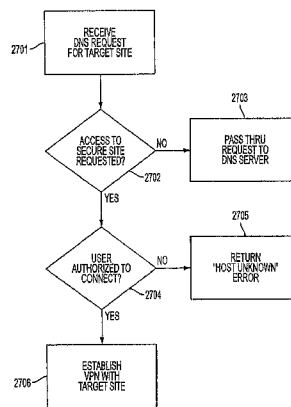 2701
RECEIVE
DNS REQUEST
FOR TARGET SITE
ACCESS TO
SECURE SITE
REQUESTED?
2702
NO
2703
PASS THRU
REQUEST TO
DNS SERVER
YES
USER
AUTHORIZED TO
CONNECT?
2704
NO
2705
RETURN
"HOST UNKNOWN"
ERROR
YES
2706
ESTABLISH
VPN WITH
TARGET SITE